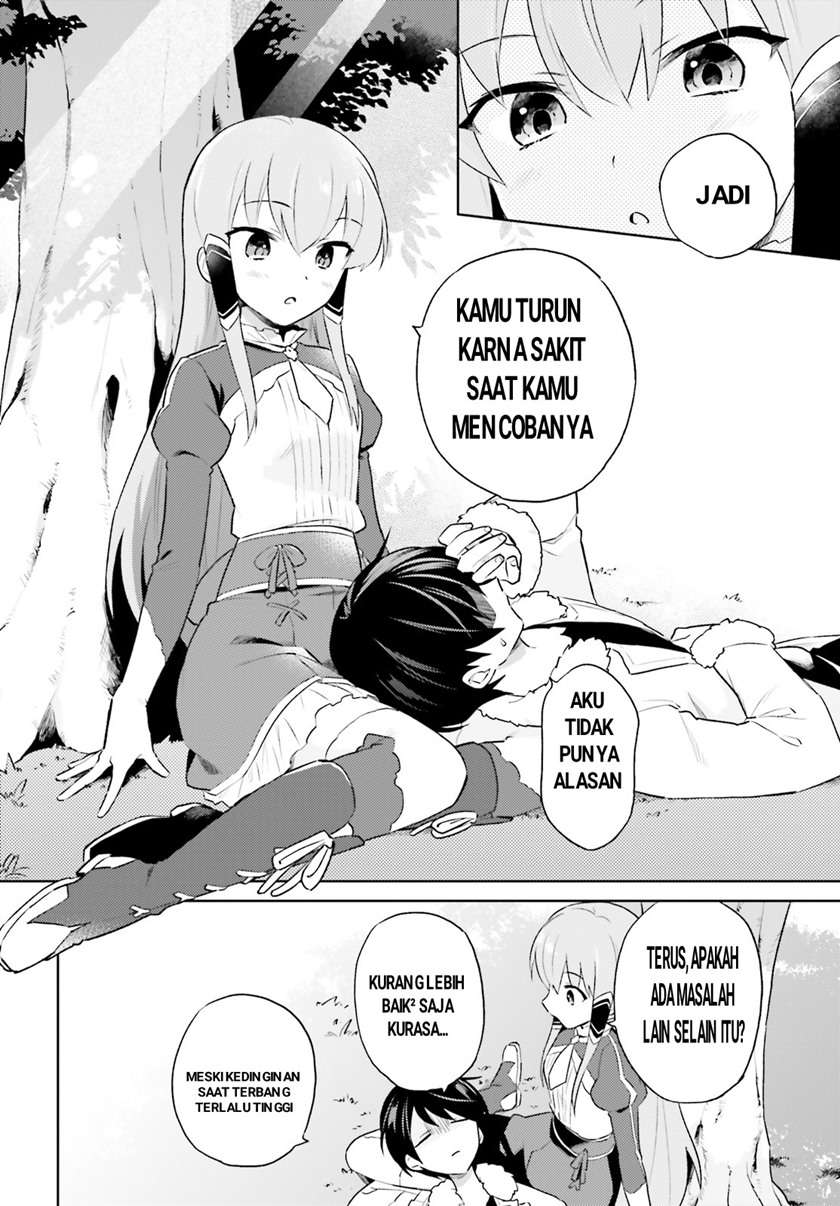 JADI
KAMU TURUN
KARNA SAKIT
SAAT KAMU
MENCOBANYA
AKU
TIDAK
PUNYA
ALASAN
TERUS, APAKAH
ADA MASALAH
LAIN SELAIN ITU?
KURANG LEBIH
BAIK² SAJA
KURASA...
MESKI KEDINGINAN
SAAT TERBANG
TERLALU TINGGI